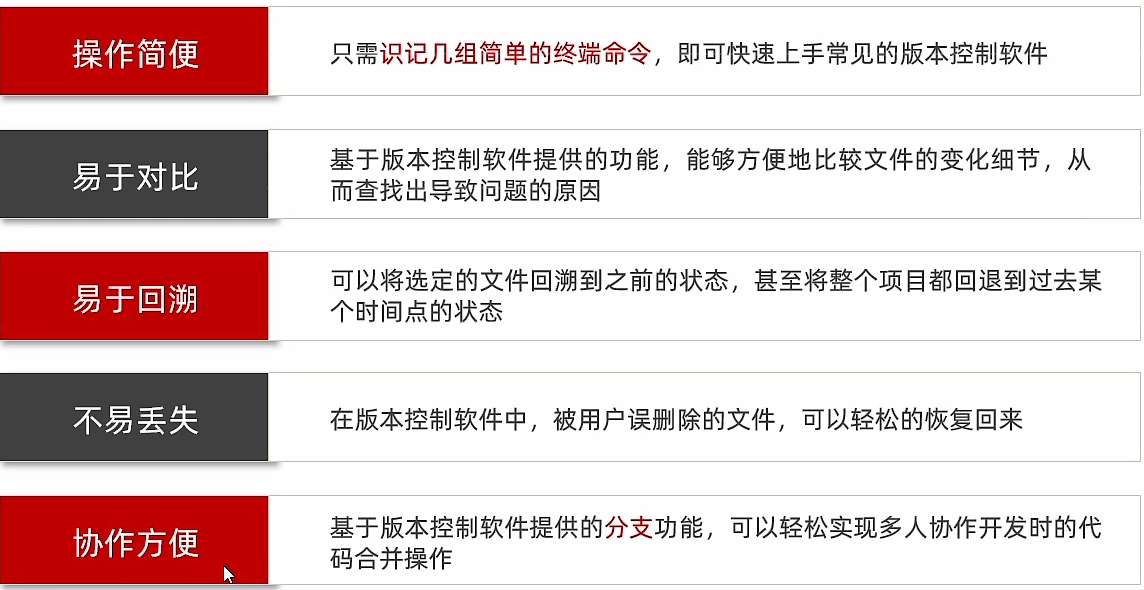 操作简便
只需识记几组简单的终端命令，即可快速上手常见的版本控制软件
易于对比
基于版本控制软件提供的功能，能够方便地比较文件的变化细节，从
而查找出导致问题的原因
易于回溯
可以将选定的文件回溯到之前的状态，甚至将整个项目都回退到过去某
个时间点的状态
不易丢失
在版本控制软件中，被用户误删除的文件，可以轻松的恢复回来
协作方便
基于版本控制软件提供的分支功能，可以轻松实现多人协作开发时的代
码合并操作